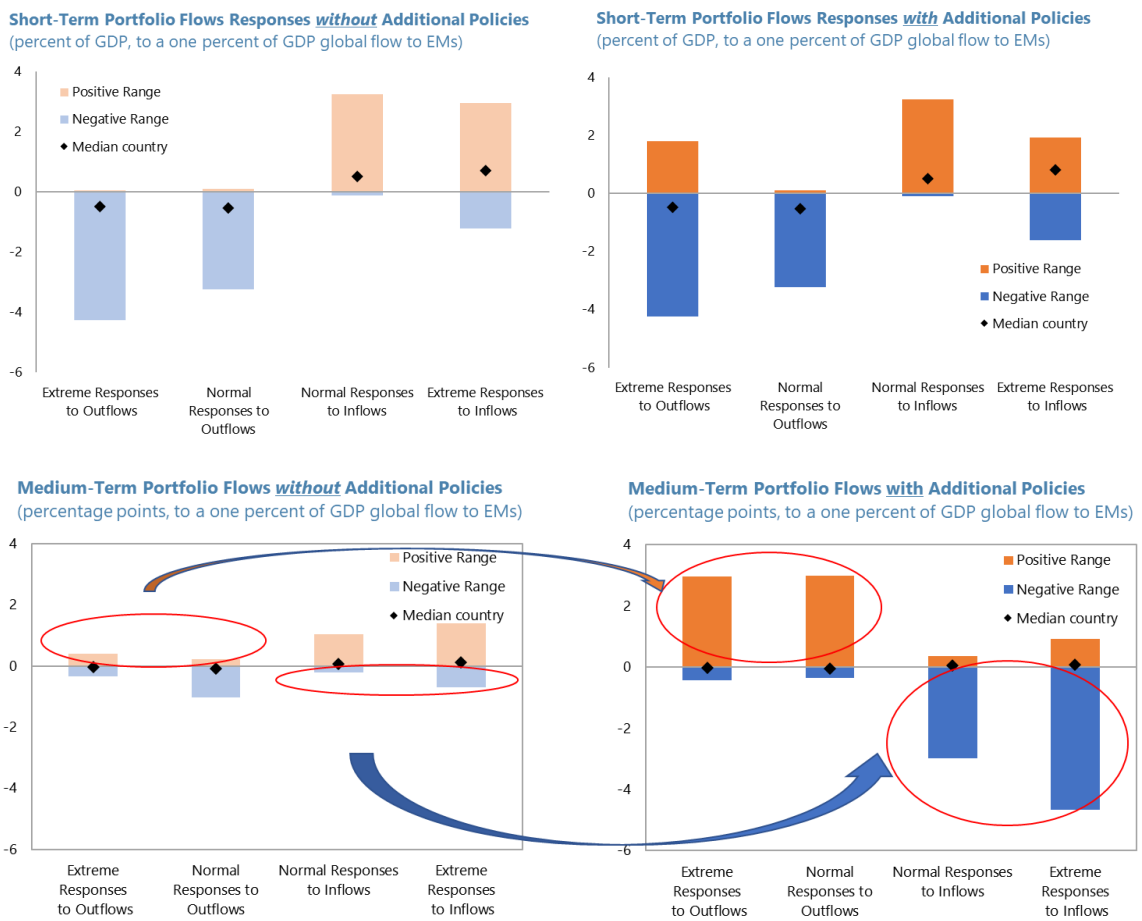 Short-Term Portfolio Flows Responses without Additional Policies
(percent of GDP, to a one percent of GDP global flow to EMs)
4
2
0
-2
-4
-6
Positive Range
Negative Range
Median country
Extreme Responses
to Outflows
Normal
Responses to
Outflows
Normal Responses
to Inflows
Extreme Responses
to Inflows
Short-Term Portfolio Flows Responses with Additional Policies
(percent of GDP, to a one percent of GDP global flow to EMs)
4
2
0
-2
-4
-6
Positive Range
Negative Range
Median country
Extreme Responses
to Outflows
Normal
Responses to
Outflows
Normal Responses
to Inflows
Extreme Responses
to Inflows
Medium-Term Portfolio Flows without Additional Policies
(percentage points, to a one percent of GDP global flow to EMs)
4
2
0
-2
-4
-6
Positive Range
Negative Range
Median country
Extreme
Responses
to Outflows
Normal
Responses to
Outflows
Normal Responses
to Inflows
Extreme
Responses
to Inflows
Medium-Term Portfolio Flows with Additional Policies
(percentage points, to a one percent of GDP global flow to EMs)
4
2
0
-2
-4
-6
Positive Range
Negative Range
Median country
Extreme
Responses
to Outflows
Normal
Responses to
Outflows
Normal Responses
to Inflows
Extreme
Responses
to Inflows